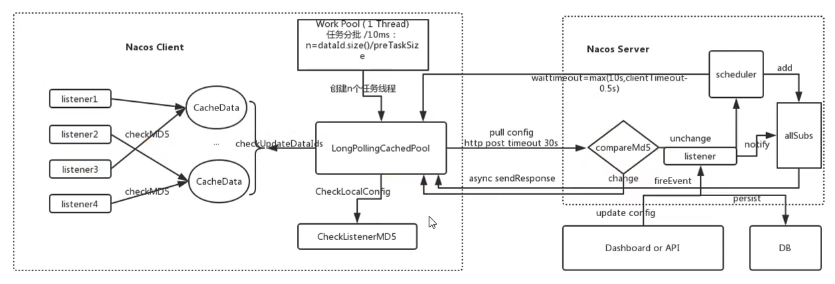 Work Pool ( 1 Thread)
任务分批 /10ms：
n=dataId.size()/preTaskSiz
e
Nacos Client
Nacos Server
listener1
listener2
listener3
listener4
CacheData
...
CacheData
checkMD5
checkMD5
创建n个任务线程
checkUpdateDataIds
LongPollingCachedPool
CheckLocalConfig
CheckListenerMD5
pull config
http post timeout 30s
async sendResponse
waittimeout=max(10s,clientTimeout-
0.5s)
scheduler
add
compareMd5
unchange
listener
notify
allSubs
change
fireEvent
update config
persist
Dashboard or API
DB